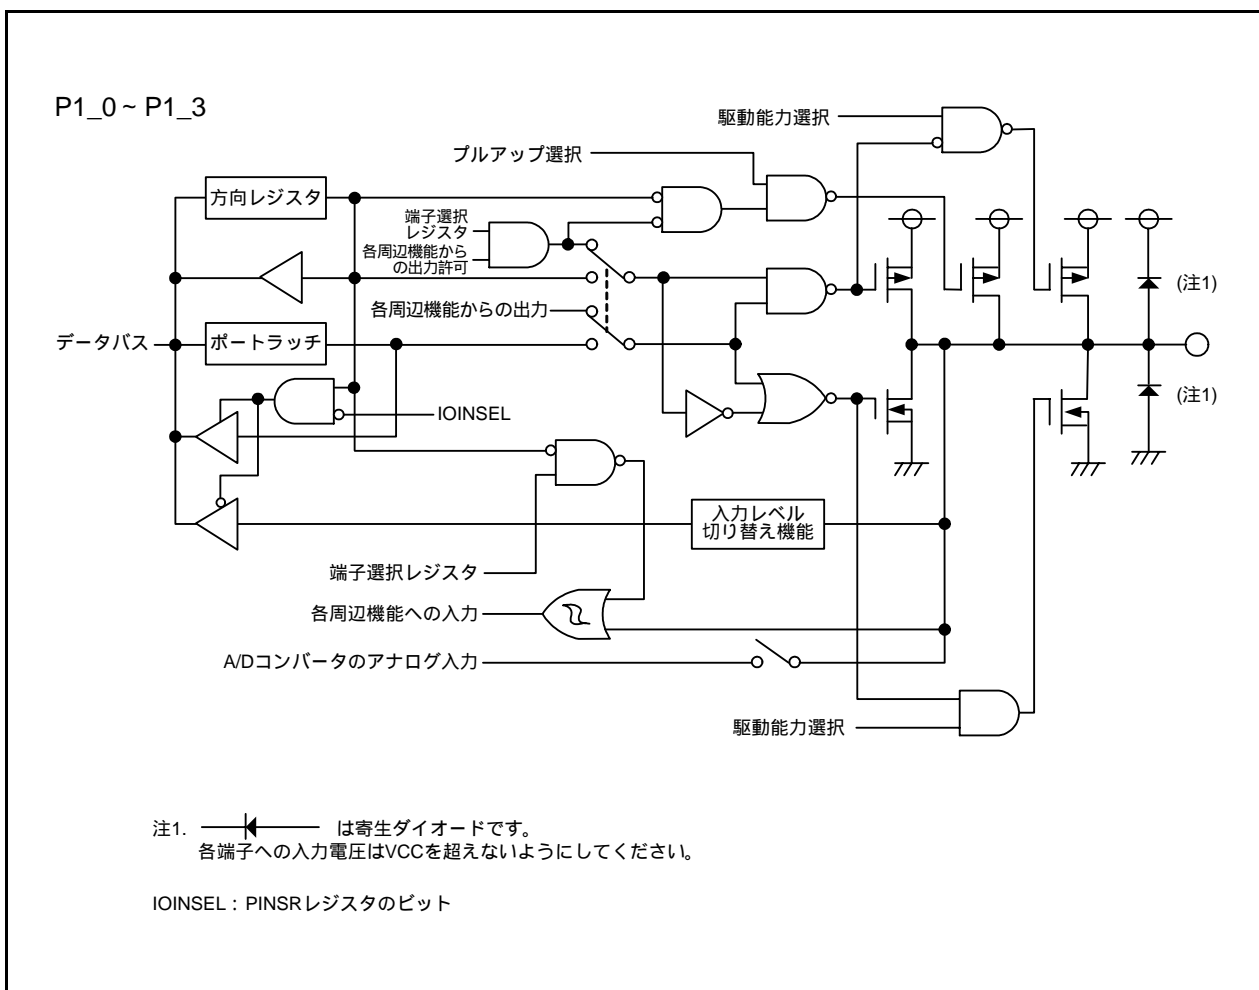 P1_0 ~ P1_3
駆動能力選択
プルアップ選択
方向レジスタ
端子選択
レジスタ
各周辺機能から
の出力許可
(注1)
各周辺機能からの出力
データバス
ポートラッチ
(注1)
IOINSEL
入力レベル
切り替え機能
端子選択レジスタ
各周辺機能への入力
A/Dコンバータのアナログ入力
駆動能力選択
注1. は寄生ダイオードです。
各端子への入力電圧はVCCを超えないようにしてください。
IOINSEL : PINSRレジスタのビット